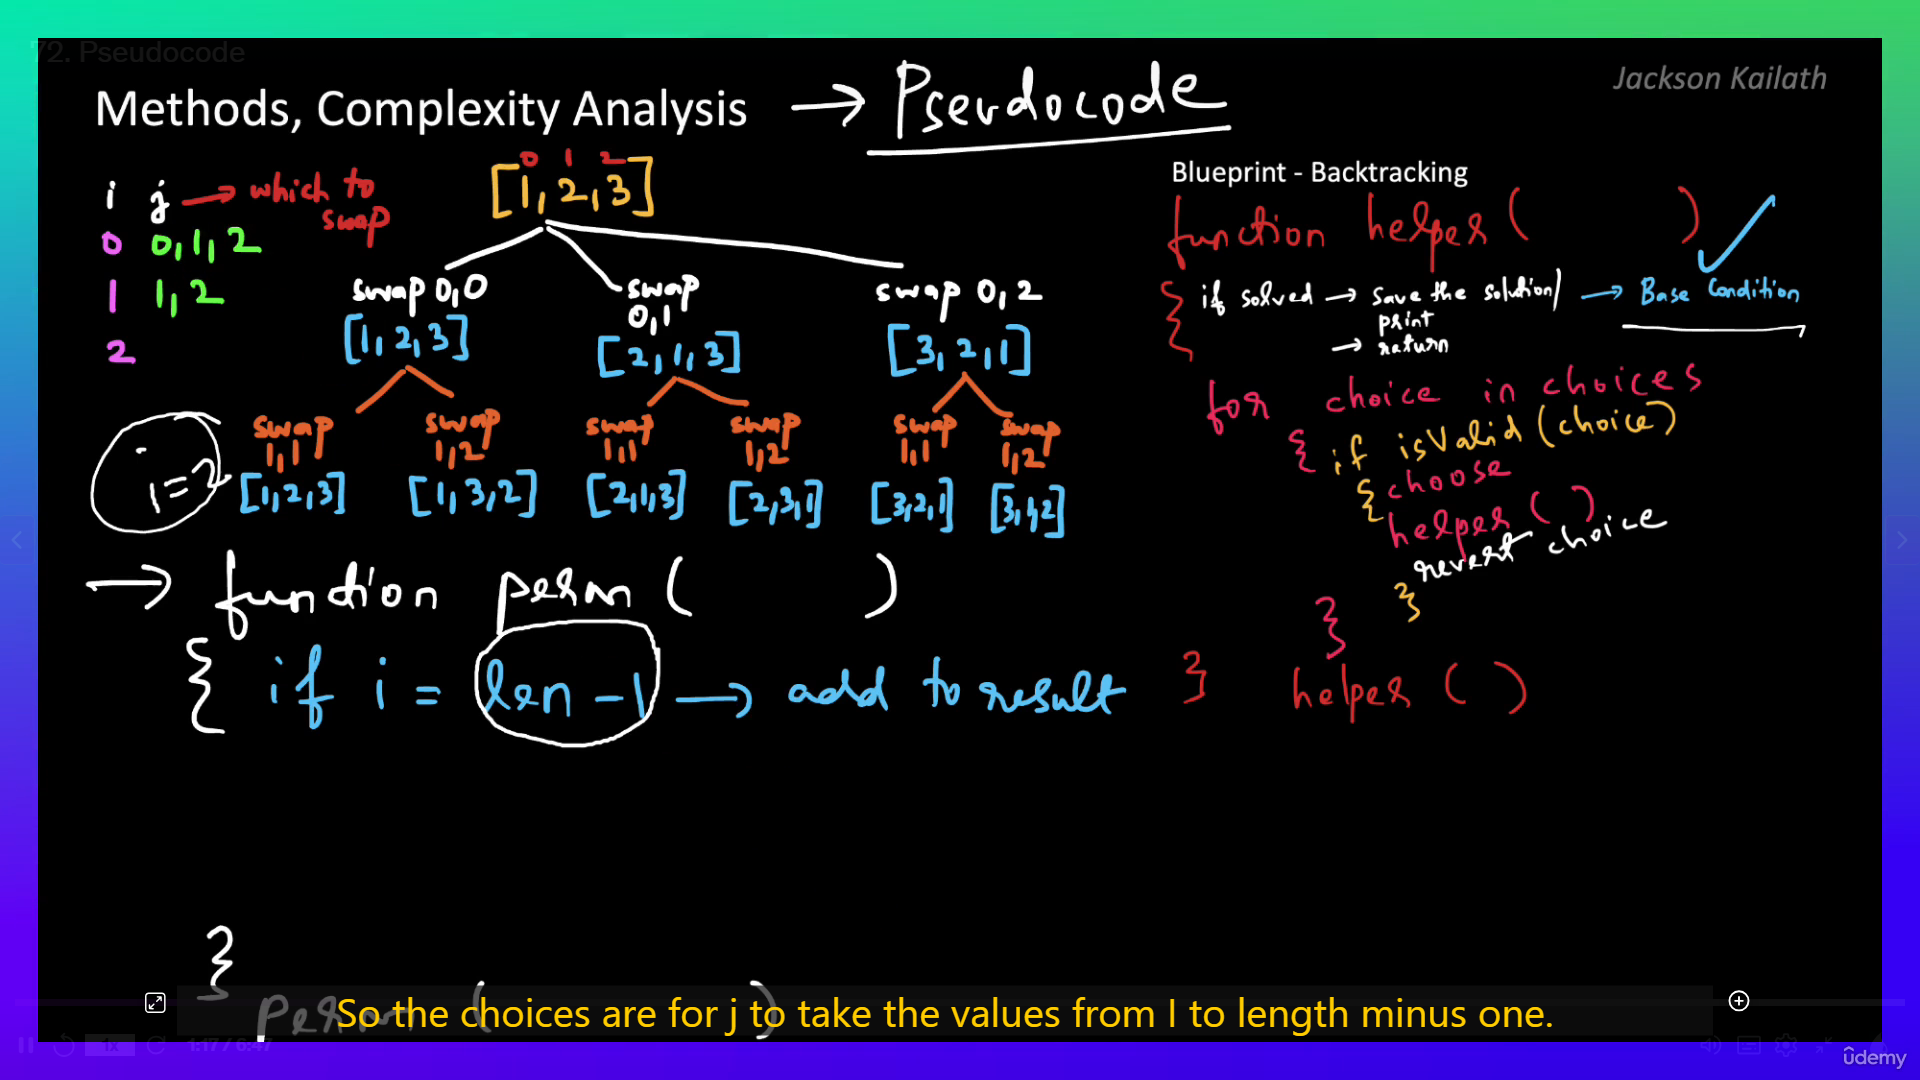 72. Pseudocode
Jackson Kailath
Methods, Complexity Analysis → Pseudocode
Blueprint - Backtracking
i j → which to swap
0 0,1,2
1 1,2
2
0 1 2
[1,2,3]
swap 0,0
[1,2,3]
swap 0,1
[2,1,3]
swap 0,2
[3,2,1]
swap 1,1
[1,2,3]
swap 1,2
[1,3,2]
swap 1,1
[2,1,3]
swap 1,2
[2,3,1]
swap 1,1
[3,2,1]
swap 1,2
[3,1,2]
i=2
function helper( )
{ if solved → save the solution/ → Base Condition
print
→ return
for choice in choices
{ if isValid (choice)
{ choose
helper ( )
revert choice
}
}
} helper ( )
→ function perm ( )
{ if i = len -1 → add to result
}
perm ( )
So the choices are for j to take the values from I to length minus one.
1x 1:17 / 6:47
ûdemy